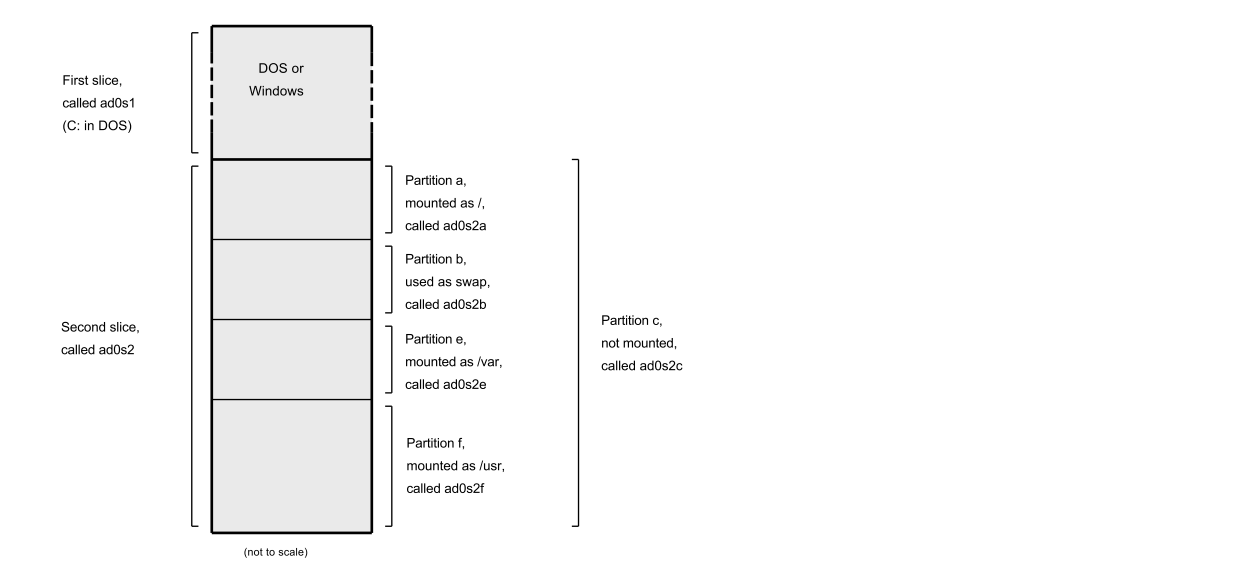 DOS or
Windows
First slice,
called ad0s1
(C: in DOS)
Partition a,
mounted as /,
called ad0s2a
Partition b,
used as swap,
called ad0s2b
Second slice,
called ad0s2
Partition e,
mounted as /var,
called ad0s2e
Partition c,
not mounted,
called ad0s2c
Partition f,
mounted as /usr,
called ad0s2f
(not to scale)